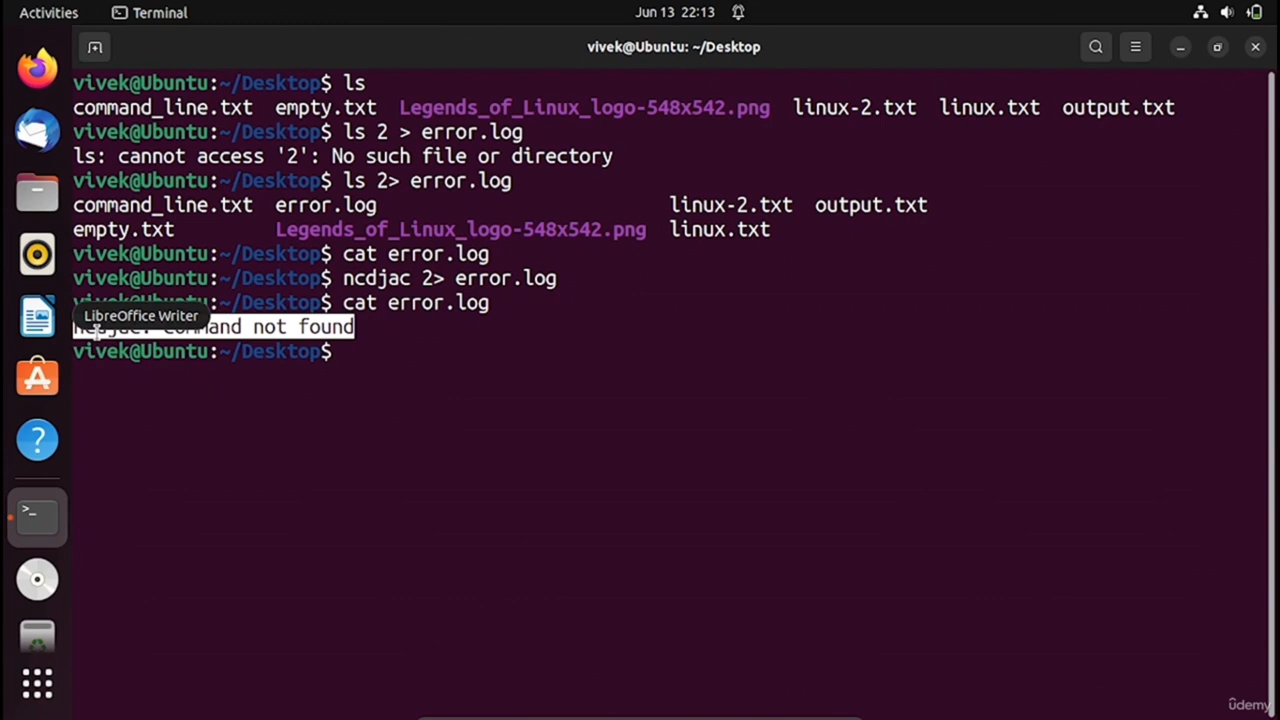 Activities Terminal Jun 13 22:13
vivek@Ubuntu: ~/Desktop
vivek@Ubuntu:~/Desktop$ ls
command_line.txt empty.txt Legends_of_Linux_logo-548x542.png linux-2.txt linux.txt output.txt
vivek@Ubuntu:~/Desktop$ ls 2 > error.log
ls: cannot access '2': No such file or directory
vivek@Ubuntu:~/Desktop$ ls 2> error.log
command_line.txt error.log linux-2.txt output.txt
empty.txt Legends_of_Linux_logo-548x542.png linux.txt
vivek@Ubuntu:~/Desktop$ cat error.log
vivek@Ubuntu:~/Desktop$ ncdjac 2> error.log
vivek@Ubuntu:~/Desktop$ cat error.log
LibreOffice Writer
ncdjac: command not found
vivek@Ubuntu:~/Desktop$
udemy